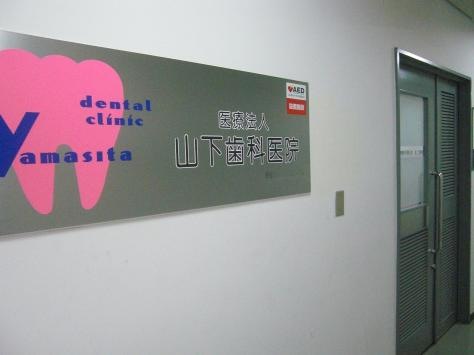 dental
clinic
Yamasita
AED
医療法人
山下歯科医院